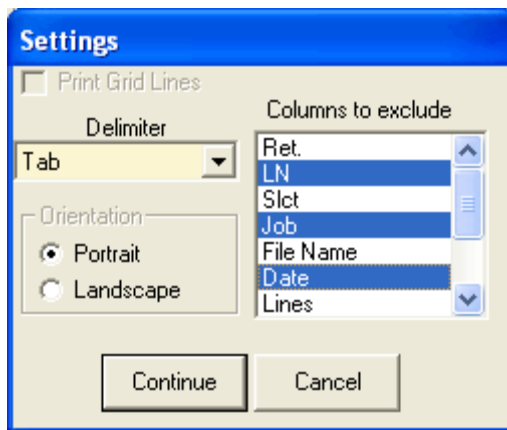 Settings
Print Grid Lines
Delimiter
Tab
Orientation
Portrait
Landscape
Columns to exclude
Ret.
LN
Slct
Job
File Name
Date
Lines
Continue
Cancel